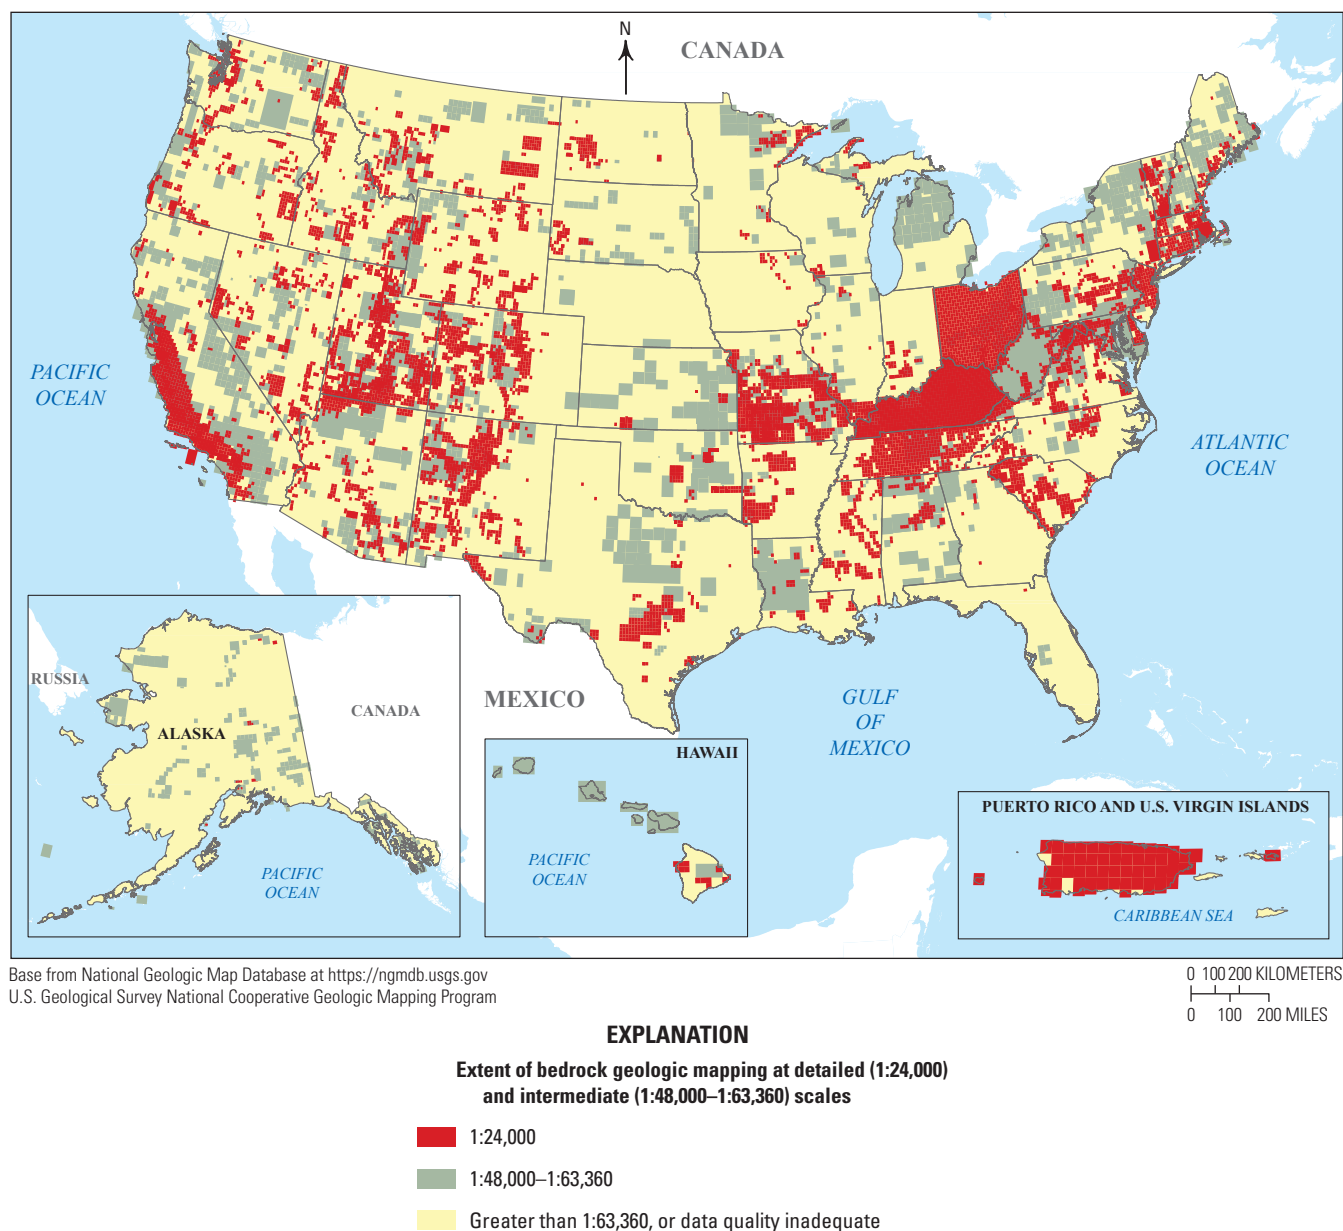 N
CANADA
PACIFIC
OCEAN
ATLANTIC
OCEAN
RUSSIA
CANADA
ALASKA
PACIFIC
OCEAN
MEXICO
GULF
OF
MEXICO
HAWAII
PACIFIC
OCEAN
PUERTO RICO AND U.S. VIRGIN ISLANDS
CARIBBEAN SEA
Base from National Geologic Map Database at https://ngmdb.usgs.gov
U.S. Geological Survey National Cooperative Geologic Mapping Program
0 100 200 KILOMETERS
0 100 200 MILES
EXPLANATION
Extent of bedrock geologic mapping at detailed (1:24,000)
and intermediate (1:48,000–1:63,360) scales
1:24,000
1:48,000–1:63,360
Greater than 1:63,360, or data quality inadequate